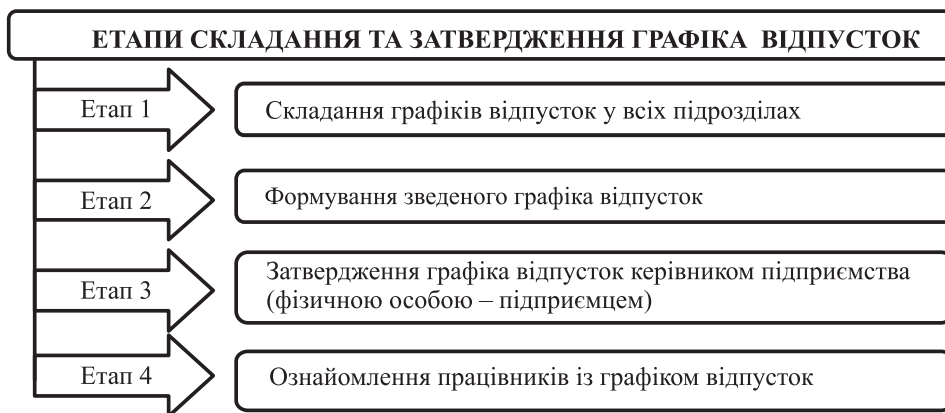 ЕТАПИ СКЛАДАННЯ ТА ЗАТВЕРДЖЕННЯ ГРАФІКА ВІДПУСТОК
Етап 1
Складання графіків відпусток у всіх підрозділах
Етап 2
Формування зведеного графіка відпусток
Етап 3
Затвердження графіка відпусток керівником підприємства
(фізичною особою – підприємцем)
Етап 4
Ознайомлення працівників із графіком відпусток